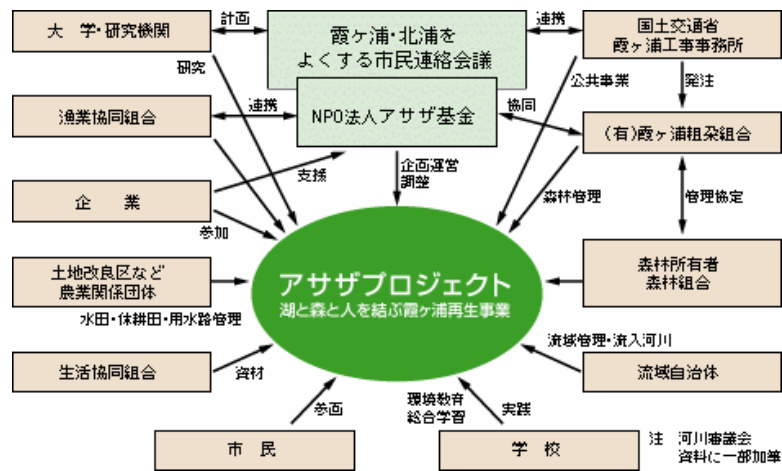 大 学・研究機関
計画
霞ヶ浦・北浦を
よくする市民連絡会議
連携
国土交通省
霞ヶ浦工事事務所
研究
公共事業
発注
漁業協同組合
連携
NPO法人アサザ基金
協同
(有)霞ヶ浦粗朶組合
企 業
支援
企画運営
調整
森林管理
管理協定
参加
アサザプロジェクト
湖と森と人を結ぶ霞ヶ浦再生事業
土地改良区など
農業関係団体
水田・休耕田・用水路管理
森林所有者
森林組合
生活協同組合
資材
流域管理・流入河川
流域自治体
参画
環境教育
総合学習
実践
市 民
学 校
注 河川審議会
資料に一部加筆